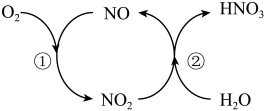 O₂ NO HNO₃
① ②
NO₂ H₂O